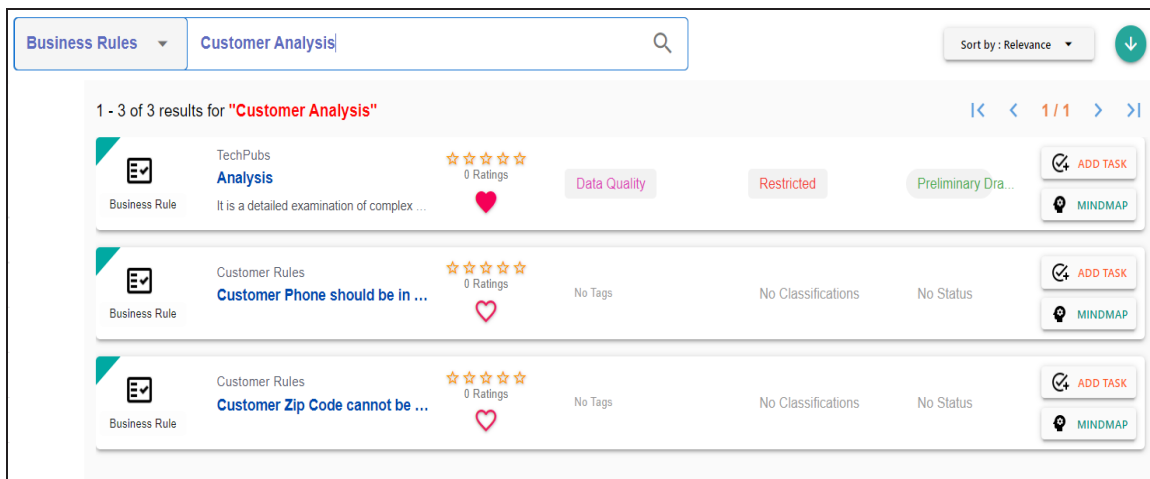 Business Rules
Customer Analysis
Sort by : Relevance
1 - 3 of 3 results for "Customer Analysis"
1 / 1
Business Rule
TechPubs
Analysis
It is a detailed examination of complex ...
0 Ratings
Data Quality
Restricted
Preliminary Dra...
ADD TASK
MINDMAP
Business Rule
Customer Rules
Customer Phone should be in ...
0 Ratings
No Tags
No Classifications
No Status
ADD TASK
MINDMAP
Business Rule
Customer Rules
Customer Zip Code cannot be ...
0 Ratings
No Tags
No Classifications
No Status
ADD TASK
MINDMAP